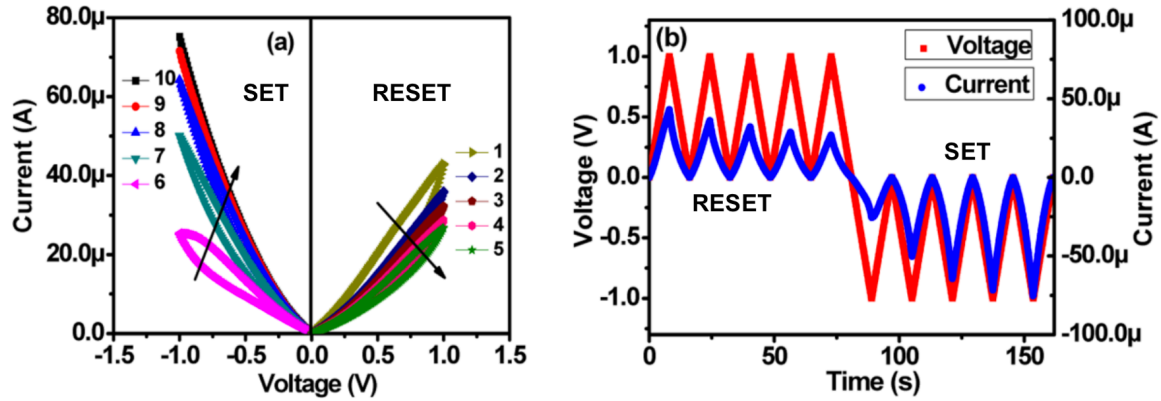 (a)
SET
RESET
10
9
8
7
6
1
2
3
4
5
80.0μ
60.0μ
40.0μ
20.0μ
0.0
Current (A)
-1.5
-1.0
-0.5
0.0
0.5
1.0
1.5
Voltage (V)
(b)
Voltage
Current
RESET
SET
1.0
0.5
0.0
-0.5
-1.0
Voltage (V)
100.0μ
50.0μ
0.0
-50.0μ
-100.0μ
Current (A)
0
50
100
150
Time (s)